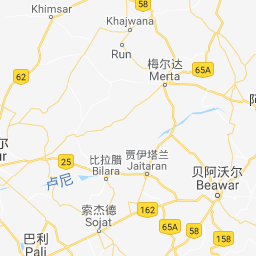 Khimsar
58
Khajwana
Run
62
梅尔达
Merta
65A
阿
尔
ur
25
比拉腊
Bilara
贾伊塔兰
Jaitaran
卢尼
贝阿沃尔
Beawar
索杰德
Sojat
162
巴利
Pali
65A
58
158